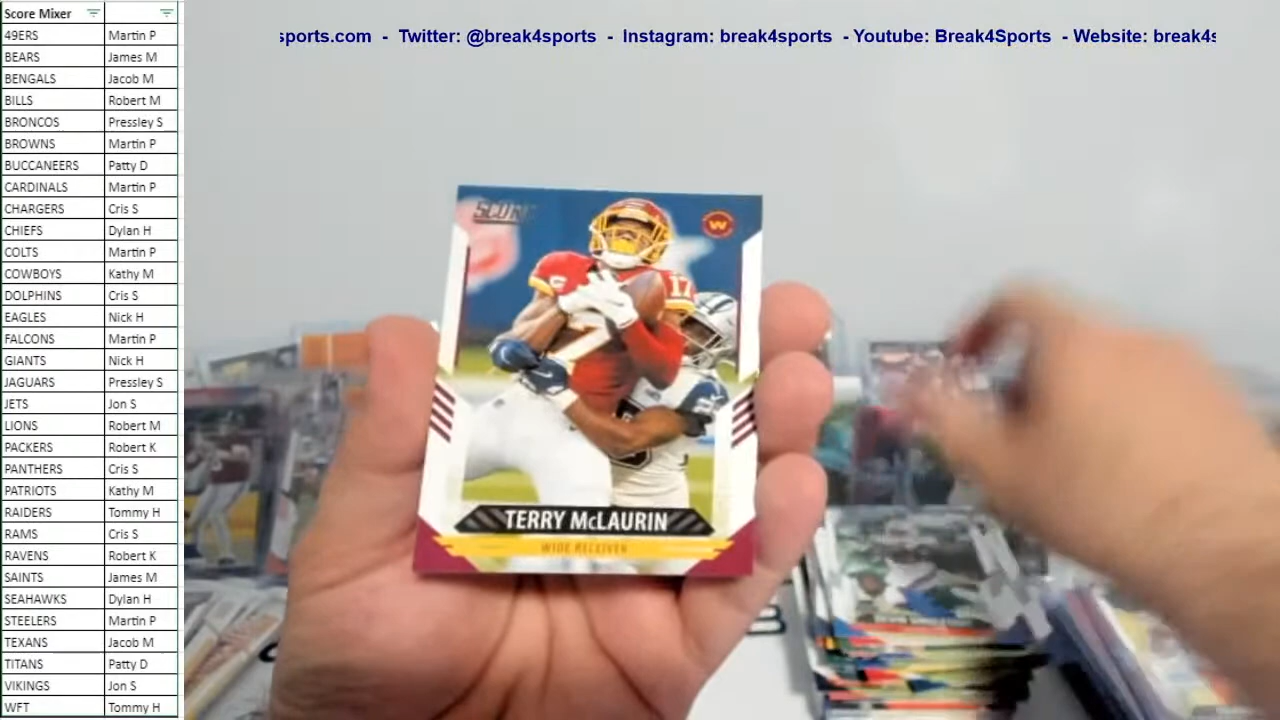 Score Mixer
49ERS Martin P
BEARS James M
BENGALS Jacob M
BILLS Robert M
BRONCOS Pressley S
BROWNS Martin P
BUCCANEERS Patty D
CARDINALS Martin P
CHARGERS Cris S
CHIEFS Dylan H
COLTS Martin P
COWBOYS Kathy M
DOLPHINS Cris S
EAGLES Nick H
FALCONS Martin P
GIANTS Nick H
JAGUARS Pressley S
JETS Jon S
LIONS Robert M
PACKERS Robert K
PANTHERS Cris S
PATRIOTS Kathy M
RAIDERS Tommy H
RAMS Cris S
RAVENS Robert K
SAINTS James M
SEAHAWKS Dylan H
STEELERS Martin P
TEXANS Jacob M
TITANS Patty D
VIKINGS Jon S
WFT Tommy H
sports.com - Twitter: @break4sports - Instagram: break4sports - Youtube: Break4Sports - Website: break4s
SCORE
W
17
7
TERRY McLAURIN
WIDE RECEIVER